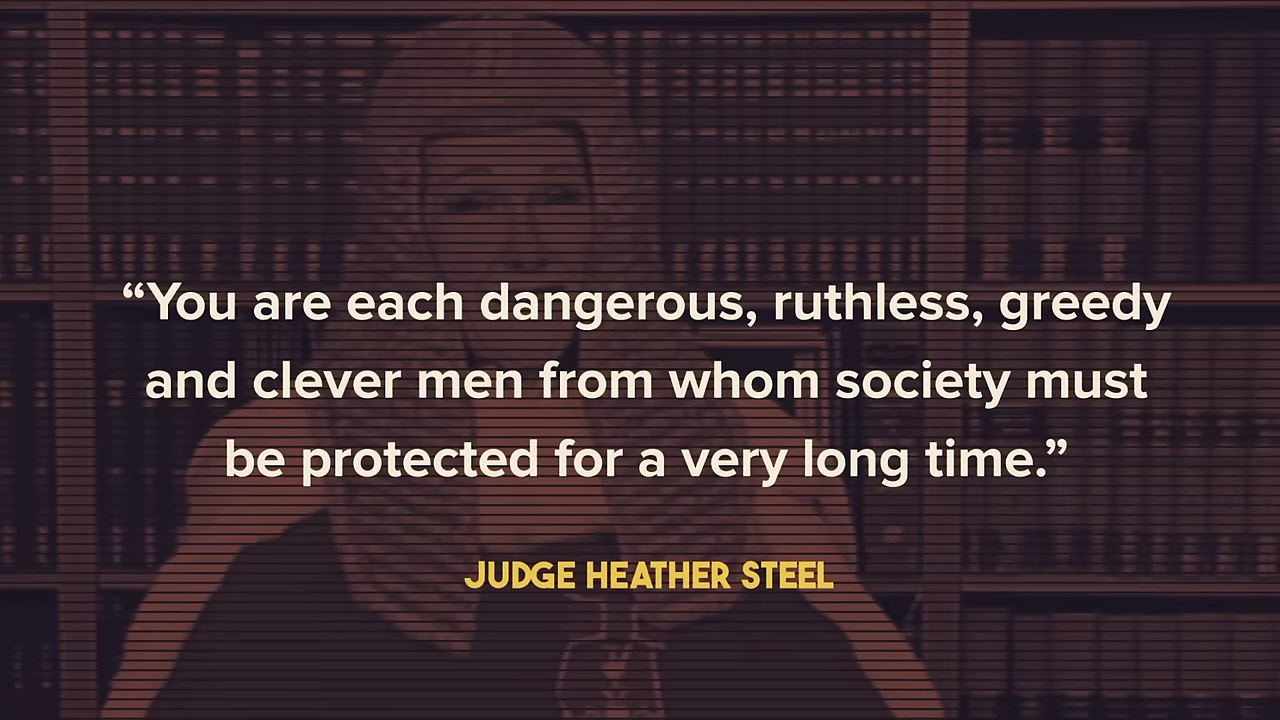 “You are each dangerous, ruthless, greedy
and clever men from whom society must
be protected for a very long time.”
JUDGE HEATHER STEEL